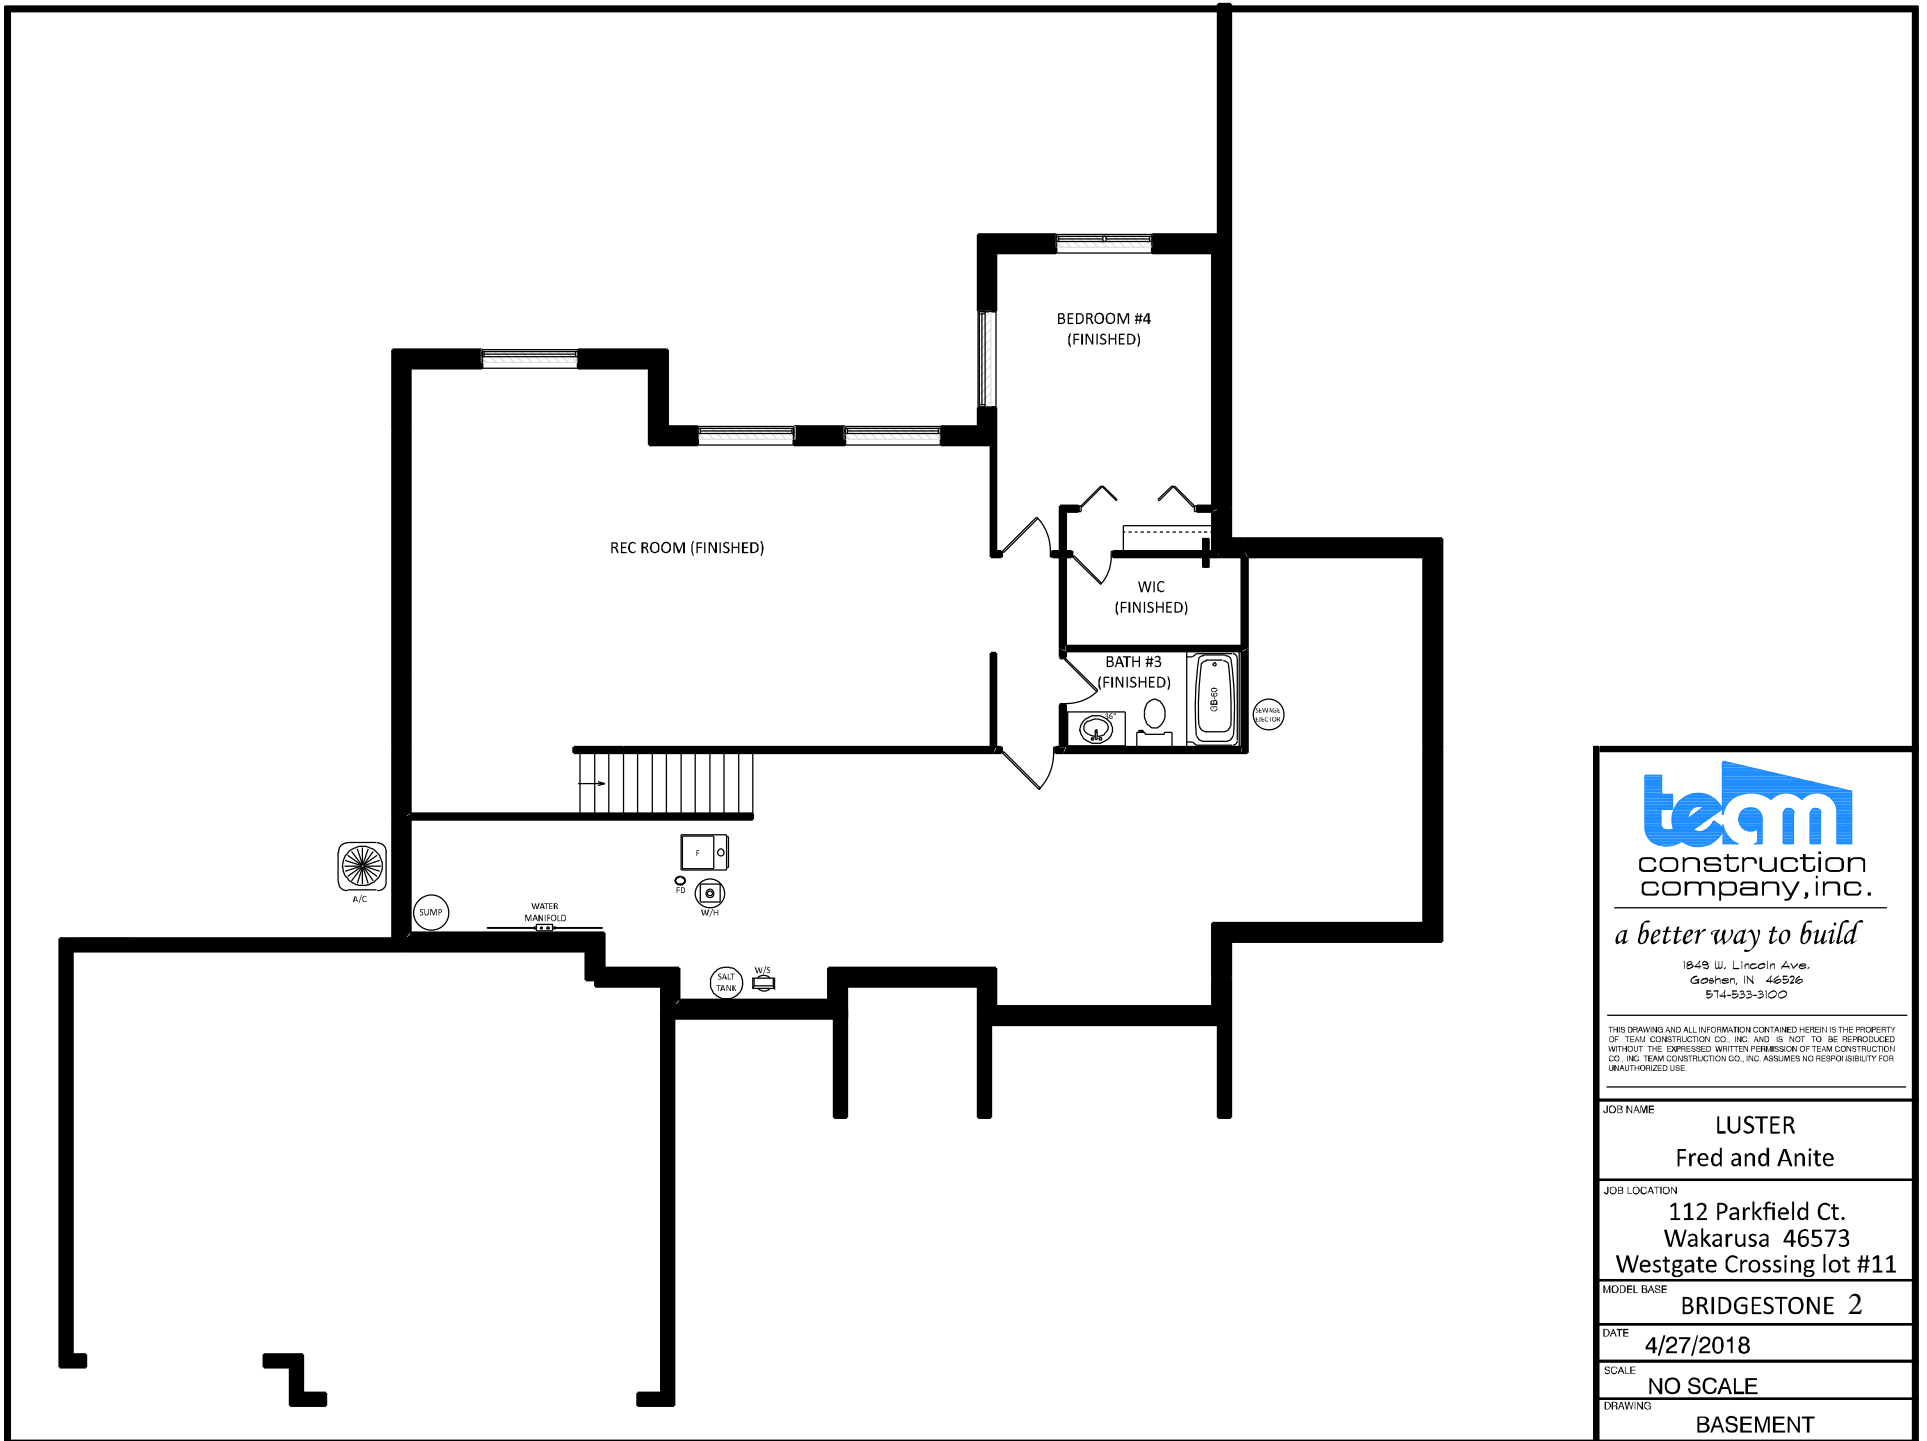 BEDROOM #4
(FINISHED)
REC ROOM (FINISHED)
WIC
(FINISHED)
BATH #3
(FINISHED)
GB-60
36"
SEWAGE
EJECTOR
F
FD
W/H
A/C
SUMP
WATER
MANIFOLD
SALT
TANK
W/S
team
construction
company, inc.
a better way to build
1849 W. Lincoln Ave.
Goshen, IN 46526
574-533-3100
THIS DRAWING AND ALL INFORMATION CONTAINED HEREIN IS THE PROPERTY
OF TEAM CONSTRUCTION CO., INC. AND IS NOT TO BE REPRODUCED
WITHOUT THE EXPRESSED WRITTEN PERMISSION OF TEAM CONSTRUCTION
CO., INC. TEAM CONSTRUCTION CO., INC. ASSUMES NO RESPONSIBILITY FOR
UNAUTHORIZED USE.
JOB NAME
LUSTER
Fred and Anite
JOB LOCATION
112 Parkfield Ct.
Wakarusa 46573
Westgate Crossing lot #11
MODEL BASE
BRIDGESTONE 2
DATE
4/27/2018
SCALE
NO SCALE
DRAWING
BASEMENT